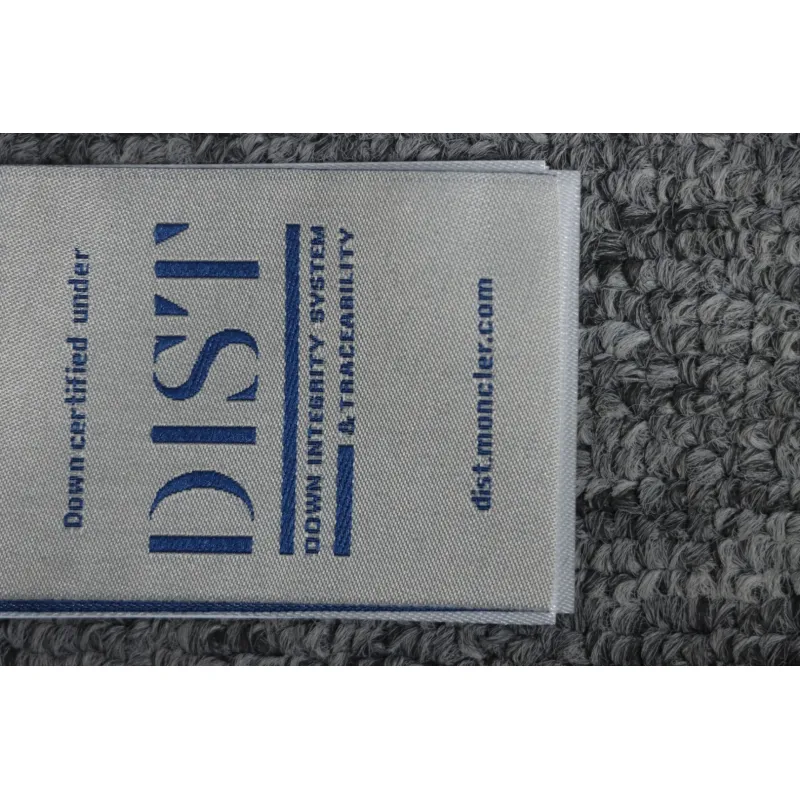 Down certified under
DIST
DOWN INTEGRITY SYSTEM
& TRACEABILITY
dist.moncler.com